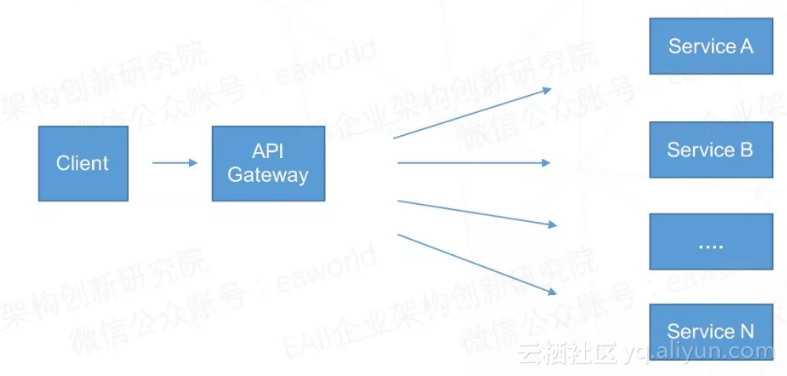 Service A
Client
API
Gateway
Service B
....
Service N
架构创新研究院
微信公众账号：eaworld
EAII企业架构创新研究院
微信公众账号：eaworld
架构创新研究院
微信公众账号：eaworld
EAII企业架构创新研究院
微信公众账号：eaworld
云栖社区 yq.aliyun.com